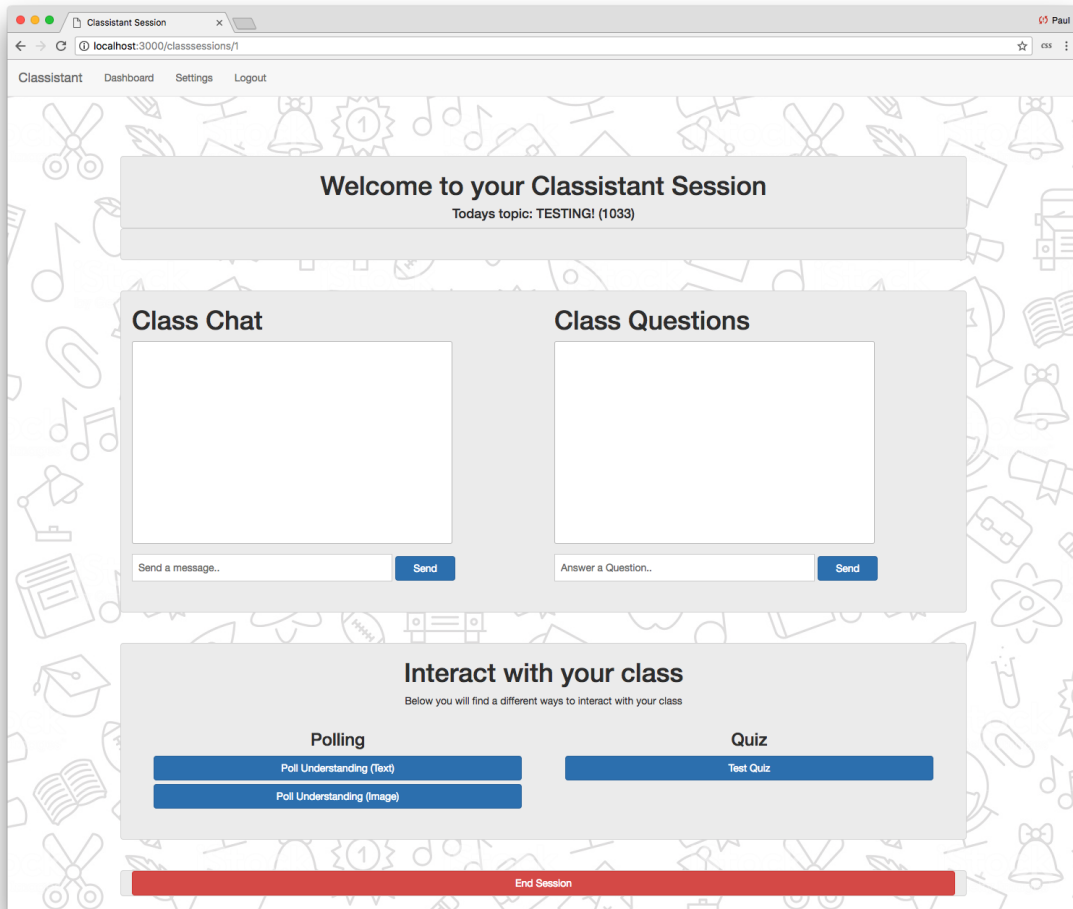 Classistant Session
Paul
localhost:3000/classsessions/1
css
Classistant Dashboard Settings Logout
Welcome to your Classistant Session
Todays topic: TESTING! (1033)
Class Chat
Class Questions
Send a message..
Send
Answer a Question..
Send
Interact with your class
Below you will find a different ways to interact with your class
Polling
Quiz
Poll Understanding (Text)
Test Quiz
Poll Understanding (Image)
End Session
1
1